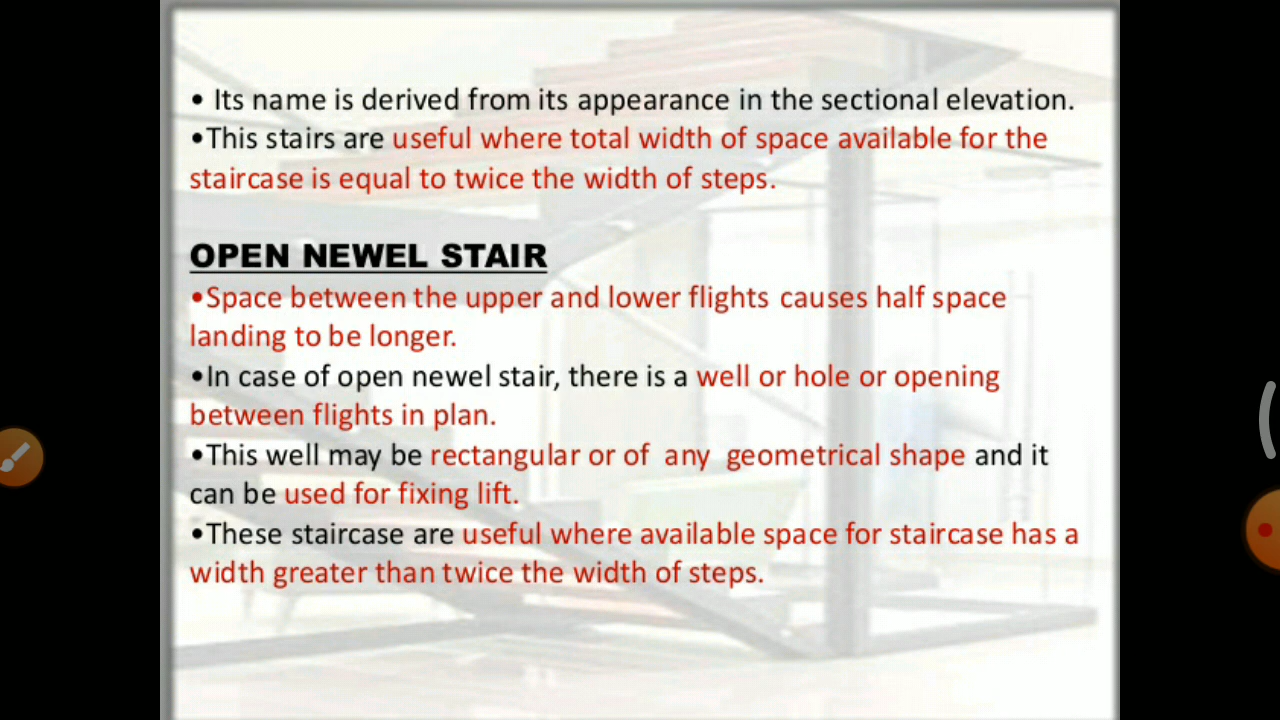 • Its name is derived from its appearance in the sectional elevation.
•This stairs are useful where total width of space available for the
staircase is equal to twice the width of steps.
OPEN NEWEL STAIR
•Space between the upper and lower flights causes half space
landing to be longer.
•In case of open newel stair, there is a well or hole or opening
between flights in plan.
•This well may be rectangular or of any geometrical shape and it
can be used for fixing lift.
•These staircase are useful where available space for staircase has a
width greater than twice the width of steps.